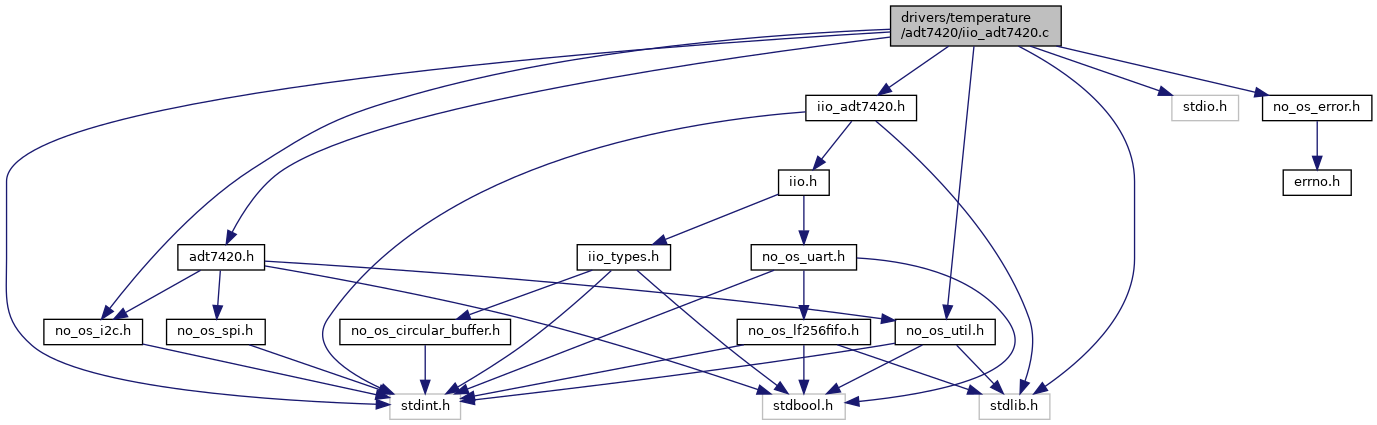 drivers/temperature
/adt7420/iio_adt7420.c
iio_adt7420.h
stdio.h
no_os_error.h
iio.h
errno.h
adt7420.h
iio_types.h
no_os_uart.h
no_os_i2c.h
no_os_spi.h
no_os_circular_buffer.h
no_os_lf256fifo.h
no_os_util.h
stdint.h
stdbool.h
stdlib.h